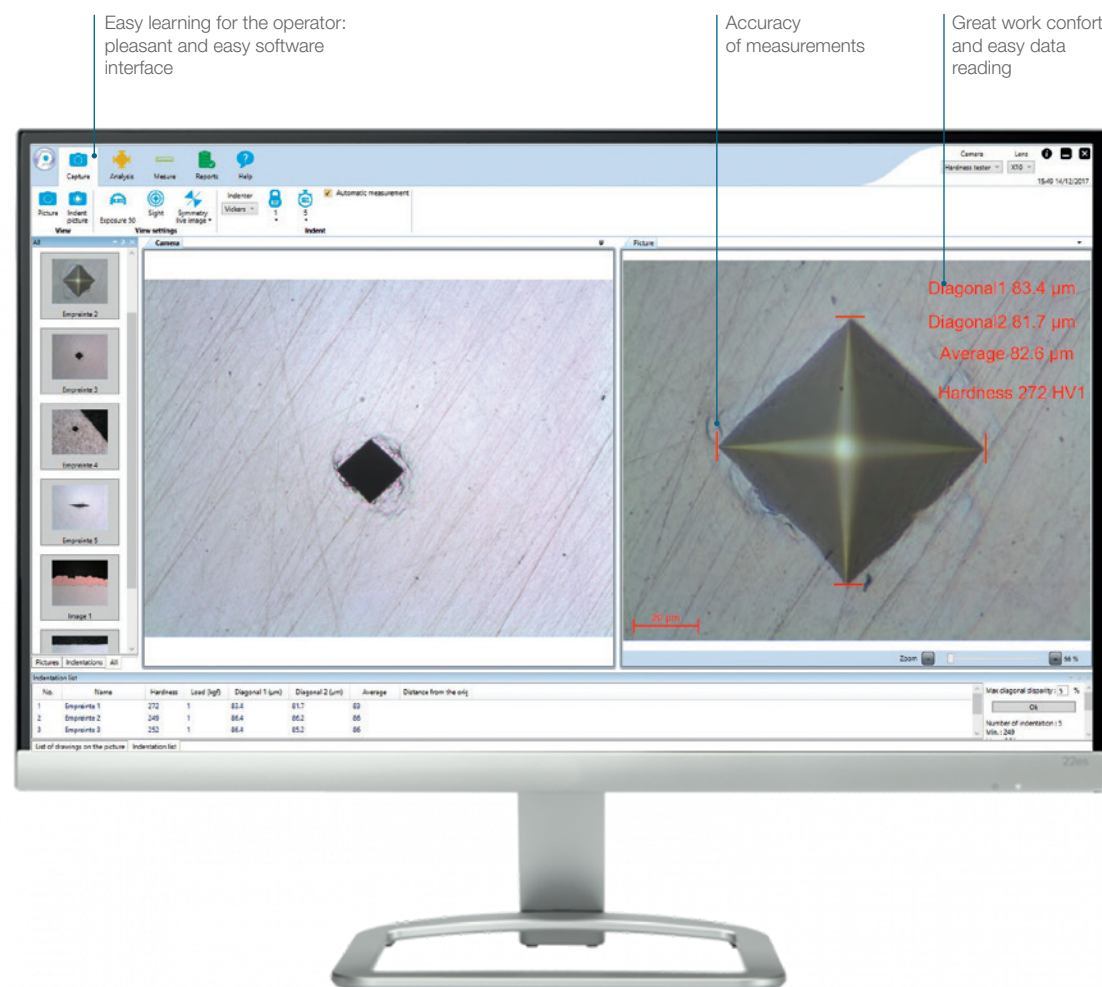 Easy learning for the operator:
pleasant and easy software
interface
Accuracy
of measurements
Great work confort
and easy data
reading
Capture
Analysis
Mesure
Reports
Help
Camera
Lens
Hardness tester
X10
15:49 14/12/2017
Picture
Indent
picture
Exposure 50
Sight
Symmetry
live image
Indenter
Vickers
1
5
Automatic measurement
View
View settings
Indent
All
Camera
Picture
Empreinte 2
Empreinte 3
Empreinte 4
Empreinte 5
Image 1
Diagonal1 83.4 µm
Diagonal2 81.7 µm
Average 82.6 µm
Hardness 272 HV1
20 µm
Zoom
56 %
Pictures Indentations All
Indentation list
No. Name Hardness Load (kgf) Diagonal 1 (µm) Diagonal 2 (µm) Average Distance from the orig
1 Empreinte 1 272 1 83.4 81.7 83
2 Empreinte 2 249 1 86.4 86.2 86
3 Empreinte 3 252 1 86.4 85.2 86
Max diagonal disparity : 5 %
Ok
Number of indentation : 5
Min. : 249
List of drawings on the picture Indentation list
22es